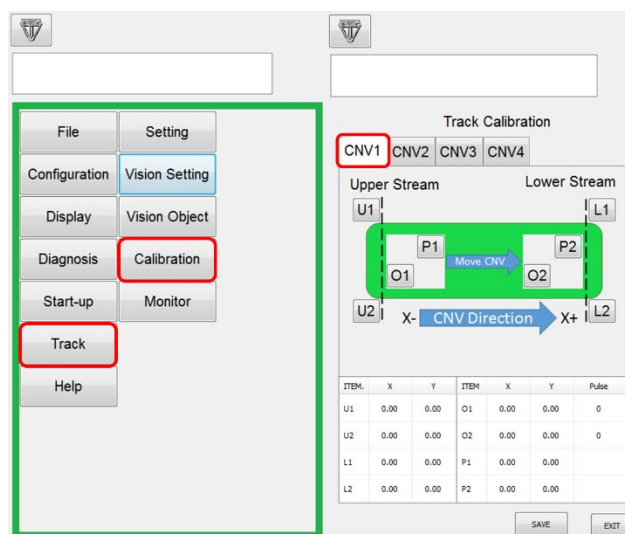 File Setting
Configuration Vision Setting
Display Vision Object
Diagnosis Calibration
Start-up Monitor
Track
Help
Track Calibration
CNV1 CNV2 CNV3 CNV4
Upper Stream Lower Stream
U1 L1
P1 Move CNV P2
O1 O2
U2 X- CNV Direction X+ L2
ITEM. X Y ITEM X Y Pulse
U1 0.00 0.00 O1 0.00 0.00 0
U2 0.00 0.00 O2 0.00 0.00 0
L1 0.00 0.00 P1 0.00 0.00
L2 0.00 0.00 P2 0.00 0.00
SAVE EXIT